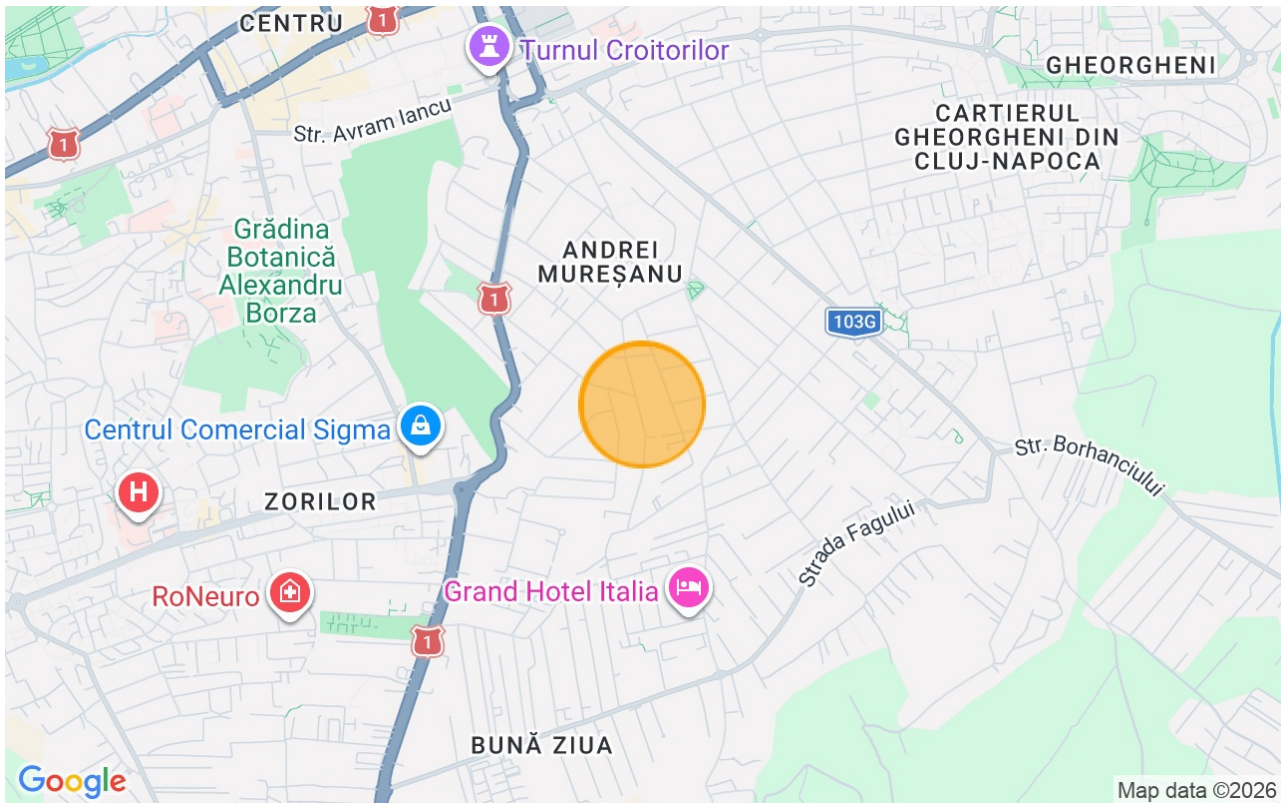 CENTRU
1
Turnul Croitorilor
GHEORGHENI
Str. Avram Iancu
1
CARTIERUL
GHEORGHENI DIN
CLUJ-NAPOCA
Grădina
Botanică
Alexandru
Borza
ANDREI
MUREȘANU
1
103G
Centrul Comercial Sigma
Str. Borhanciului
H
ZORILOR
Strada Fagului
RoNeuro
Grand Hotel Italia
1
BUNĂ ZIUA
Google
Map data ©2026